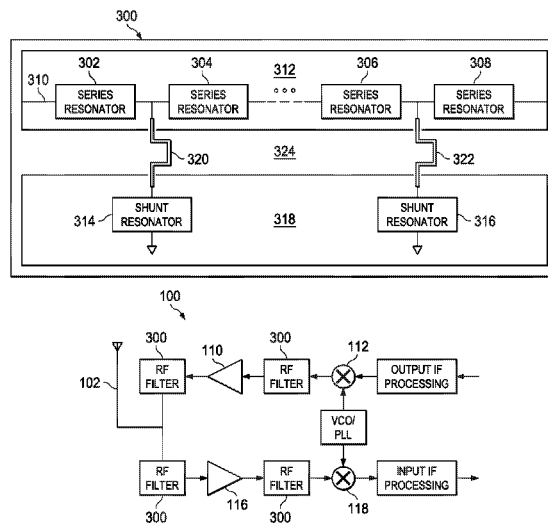 300
302
304
312
306
308
310
SERIES RESONATOR
SERIES RESONATOR
SERIES RESONATOR
SERIES RESONATOR
320
324
322
314
SHUNT RESONATOR
318
SHUNT RESONATOR
316
100
300
110
300
112
102
RF FILTER
RF FILTER
OUTPUT IF PROCESSING
VCO/ PLL
RF FILTER
RF FILTER
INPUT IF PROCESSING
300
116
300
118